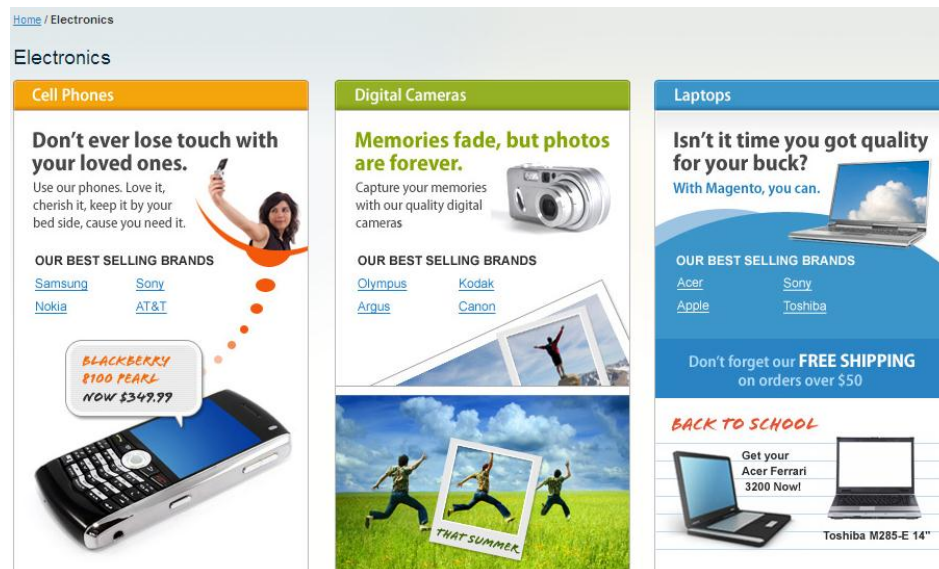 Home / Electronics
Electronics
Cell Phones
Don't ever lose touch with
your loved ones.
Use our phones. Love it,
cherish it, keep it by your
bed side, cause you need it.
OUR BEST SELLING BRANDS
Samsung Sony
Nokia AT&T
BLACKBERRY
8100 PEARL
NOW $349.99
Digital Cameras
Memories fade, but photos
are forever.
Capture your memories
with our quality digital
cameras
OUR BEST SELLING BRANDS
Olympus Kodak
Argus Canon
THAT SUMMER
Laptops
Isn't it time you got quality
for your buck?
With Magento, you can.
OUR BEST SELLING BRANDS
Acer Sony
Apple Toshiba
Don't forget our FREE SHIPPING
on orders over $50
BACK TO SCHOOL
Get your
Acer Ferrari
3200 Now!
Toshiba M285-E 14"